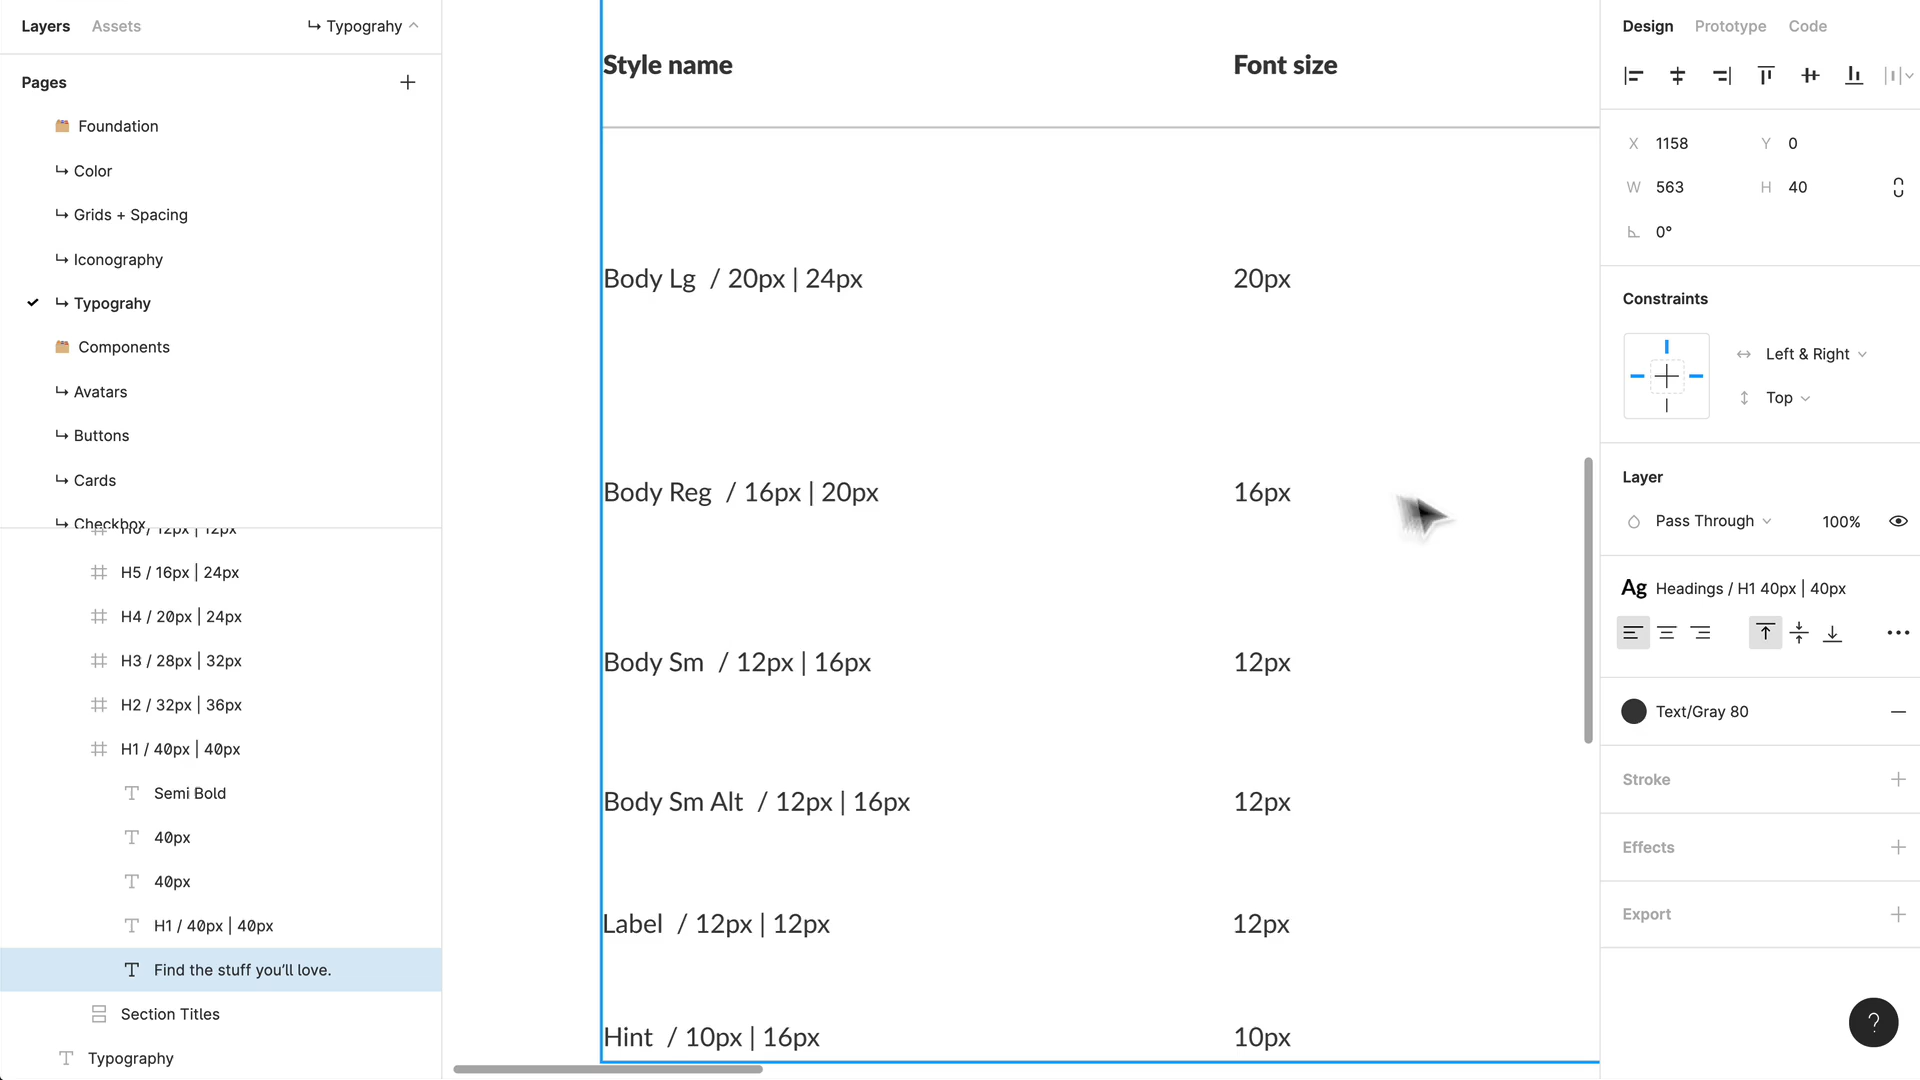 Layers
Assets
↳ Typograhy
Pages
Foundation
↳ Color
↳ Grids + Spacing
↳ Iconography
↳ Typograhy
Components
↳ Avatars
↳ Buttons
↳ Cards
↳ Checkbox
H6 / 12px | 12px
H5 / 16px | 24px
H4 / 20px | 24px
H3 / 28px | 32px
H2 / 32px | 36px
H1 / 40px | 40px
Semi Bold
40px
40px
H1 / 40px | 40px
Find the stuff you’ll love.
Section Titles
Typography
Style name
Font size
Body Lg / 20px | 24px
20px
Body Reg / 16px | 20px
16px
Body Sm / 12px | 16px
12px
Body Sm Alt / 12px | 16px
12px
Label / 12px | 12px
12px
Hint / 10px | 16px
10px
Design
Prototype
Code
X 1158
Y 0
W 563
H 40
0°
Constraints
Left & Right
Top
Layer
Pass Through
100%
Ag Headings / H1 40px | 40px
Text/Gray 80
Stroke
Effects
Export
?